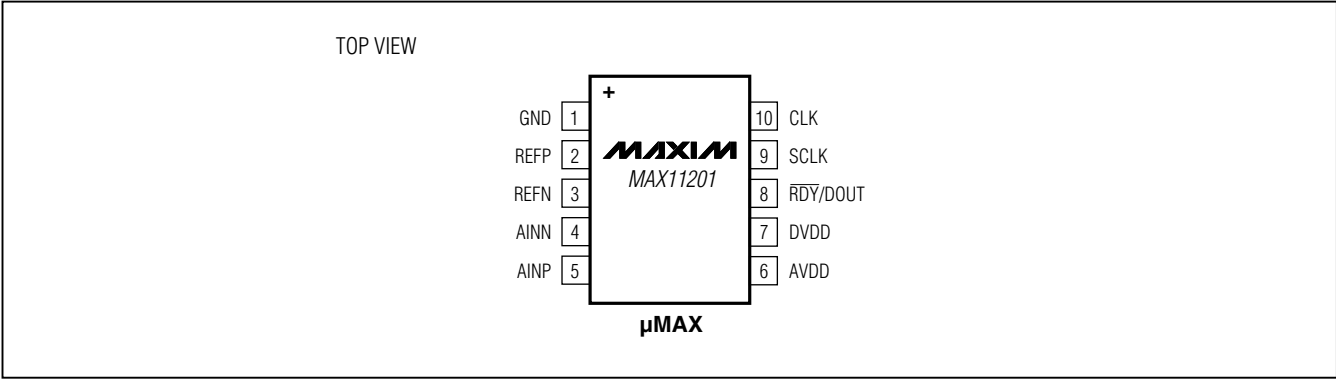 TOP VIEW
+
GND 1
REFP 2
REFN 3
AINN 4
AINP 5
MAXIM
MAX11201
10 CLK
9 SCLK
8 R̅D̅Y̅/DOUT
7 DVDD
6 AVDD
µMAX